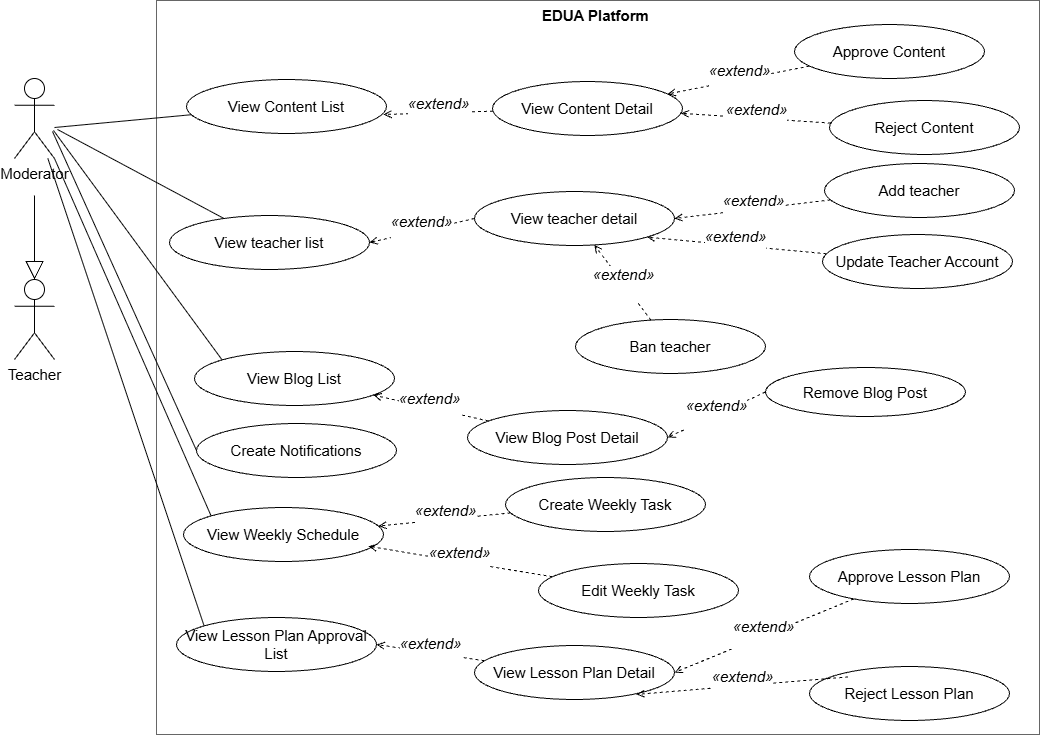 EDUA Platform
Approve Content
«extend»
View Content List
«extend»
View Content Detail
«extend»
Reject Content
Moderator
Add teacher
«extend»
View teacher list
«extend»
View teacher detail
«extend»
Update Teacher Account
«extend»
Ban teacher
Teacher
View Blog List
«extend»
Remove Blog Post
«extend»
View Blog Post Detail
Create Notifications
Create Weekly Task
«extend»
View Weekly Schedule
«extend»
Edit Weekly Task
Approve Lesson Plan
«extend»
View Lesson Plan Approval
List
«extend»
View Lesson Plan Detail
«extend»
Reject Lesson Plan